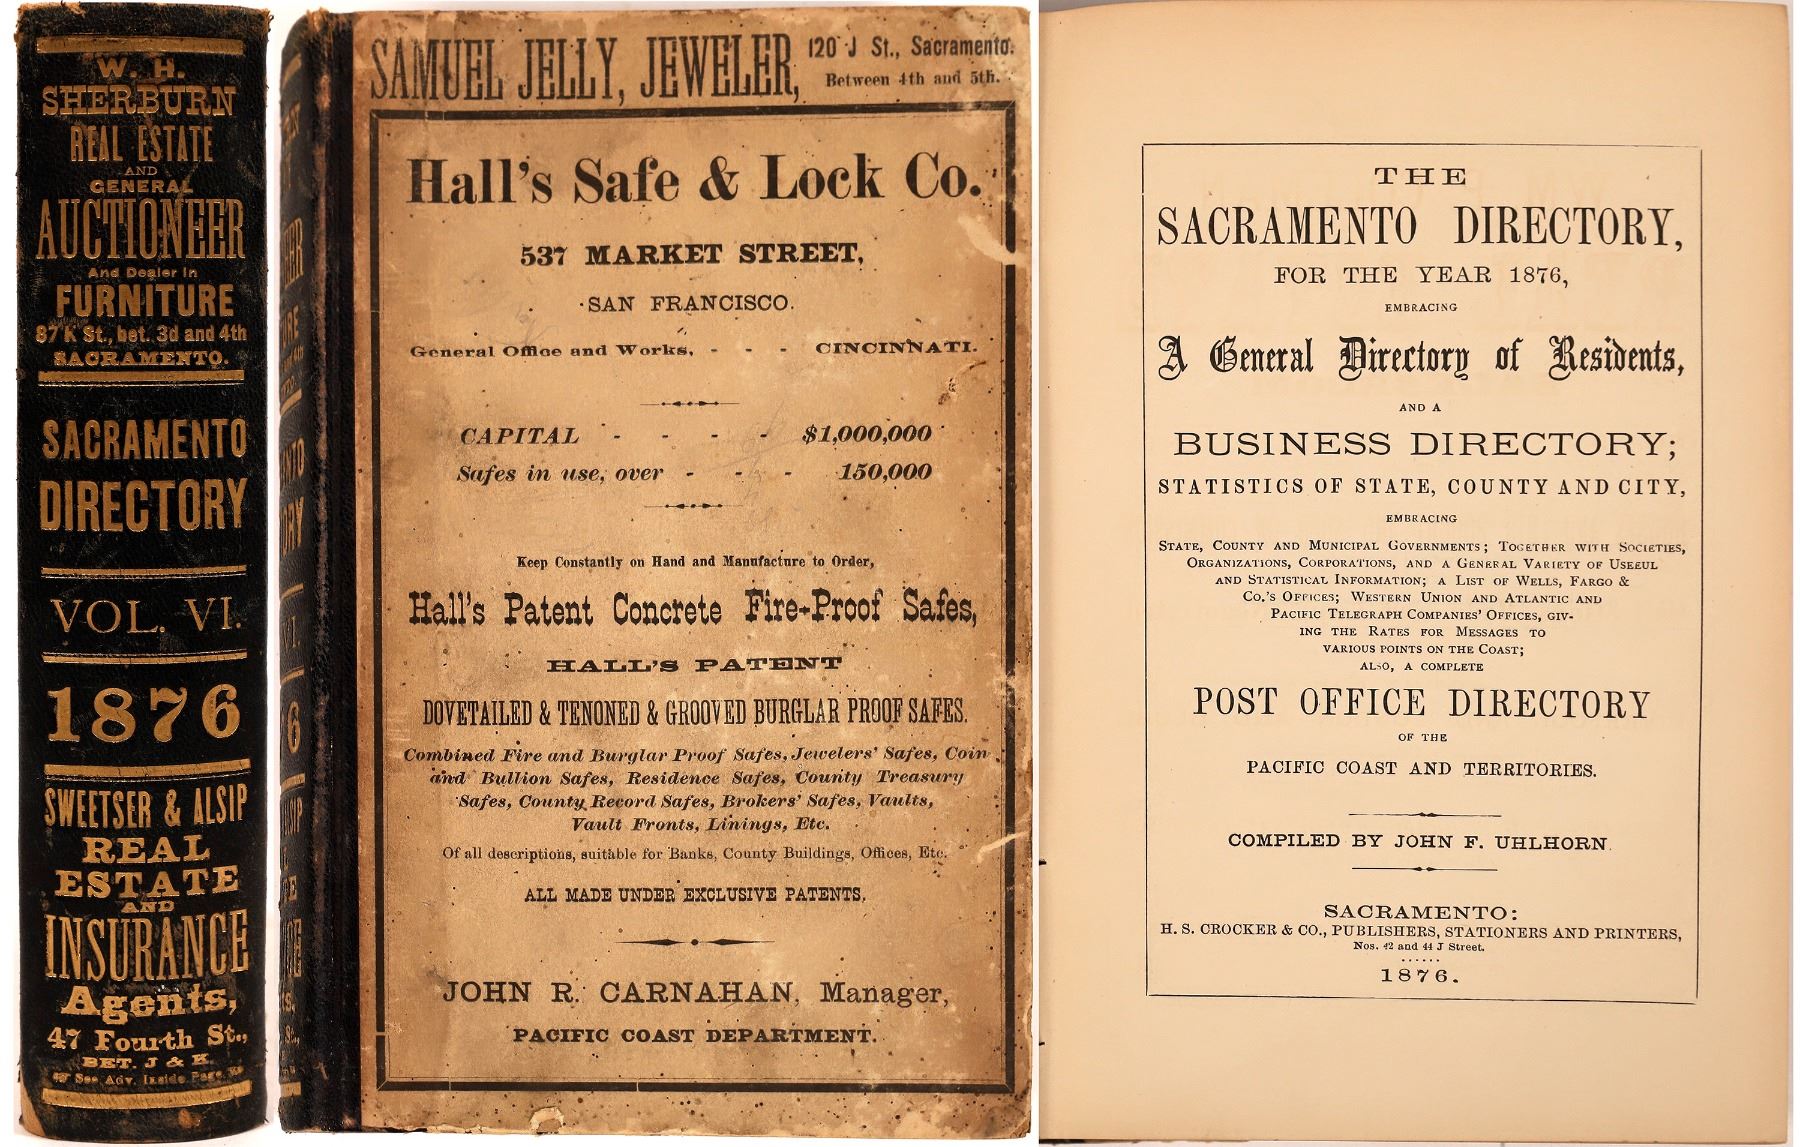 W. H.
SHERBURN
REAL ESTATE
AND
GENERAL
AUCTIONEER
And Dealer In
FURNITURE
87 K St., bet. 3d and 4th
SACRAMENTO.
SACRAMENTO
DIRECTORY
VOL. VI.
1876
SWEETSER & ALSIP
REAL
ESTATE
AND
INSURANCE
Agents,
47 Fourth St.,
BET. J & K.
See Adv. Inside Page
SAMUEL JELLY, JEWELER, 120 J St., Sacramento.
Between 4th and 5th.
Hall's Safe & Lock Co.
537 MARKET STREET,
SAN FRANCISCO.
General Office and Works, - - - CINCINNATI.
CAPITAL - - - - $1,000,000
Safes in use, over - - - 150,000
Keep Constantly on Hand and Manufacture to Order,
Hall's Patent Concrete Fire-Proof Safes,
HALL'S PATENT
DOVETAILED & TENONED & GROOVED BURGLAR PROOF SAFES.
Combined Fire and Burglar Proof Safes, Jewelers' Safes, Coin
and Bullion Safes, Residence Safes, County Treasury
Safes, County Record Safes, Brokers' Safes, Vaults,
Vault Fronts, Linings, Etc.
Of all descriptions, suitable for Banks, County Buildings, Offices, Etc.
ALL MADE UNDER EXCLUSIVE PATENTS.
JOHN R. CARNAHAN, Manager,
PACIFIC COAST DEPARTMENT.
THE
SACRAMENTO DIRECTORY,
FOR THE YEAR 1876,
EMBRACING
A General Directory of Residents,
AND A
BUSINESS DIRECTORY;
STATISTICS OF STATE, COUNTY AND CITY,
EMBRACING
STATE, COUNTY AND MUNICIPAL GOVERNMENTS; TOGETHER WITH SOCIETIES,
ORGANIZATIONS, CORPORATIONS, AND A GENERAL VARIETY OF USEFUL
AND STATISTICAL INFORMATION; A LIST OF WELLS, FARGO &
CO.'S OFFICES; WESTERN UNION AND ATLANTIC AND
PACIFIC TELEGRAPH COMPANIES' OFFICES, GIV-
ING THE RATES FOR MESSAGES TO
VARIOUS POINTS ON THE COAST;
ALSO, A COMPLETE
POST OFFICE DIRECTORY
OF THE
PACIFIC COAST AND TERRITORIES.
COMPILED BY JOHN F. UHLHORN
SACRAMENTO:
H. S. CROCKER & CO., PUBLISHERS, STATIONERS AND PRINTERS,
Nos. 42 and 44 J Street.
1876.